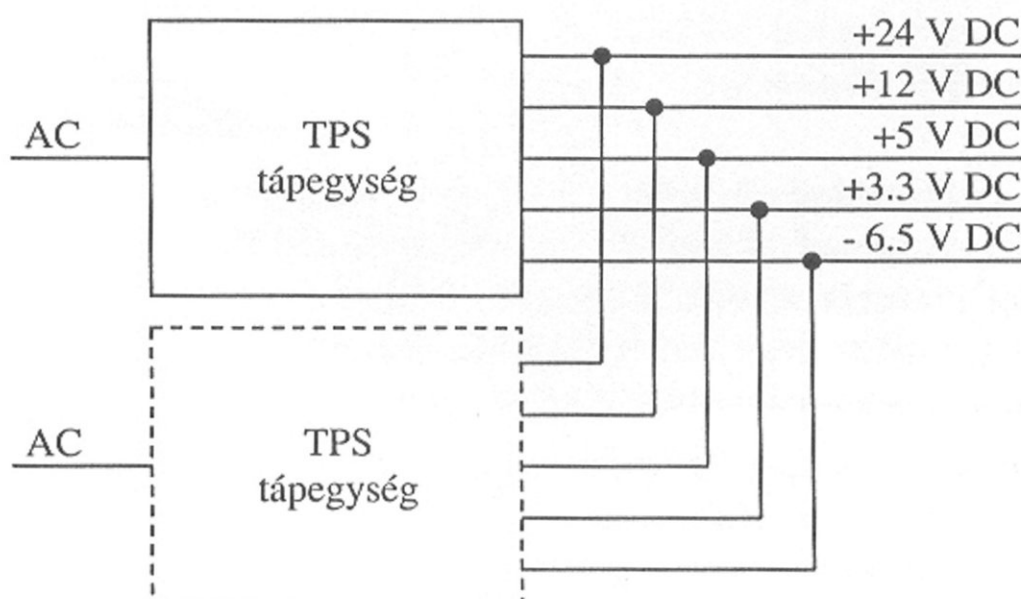 +24 V DC
+12 V DC
AC
TPS
tápegység
+5 V DC
+3.3 V DC
- 6.5 V DC
AC
TPS
tápegység